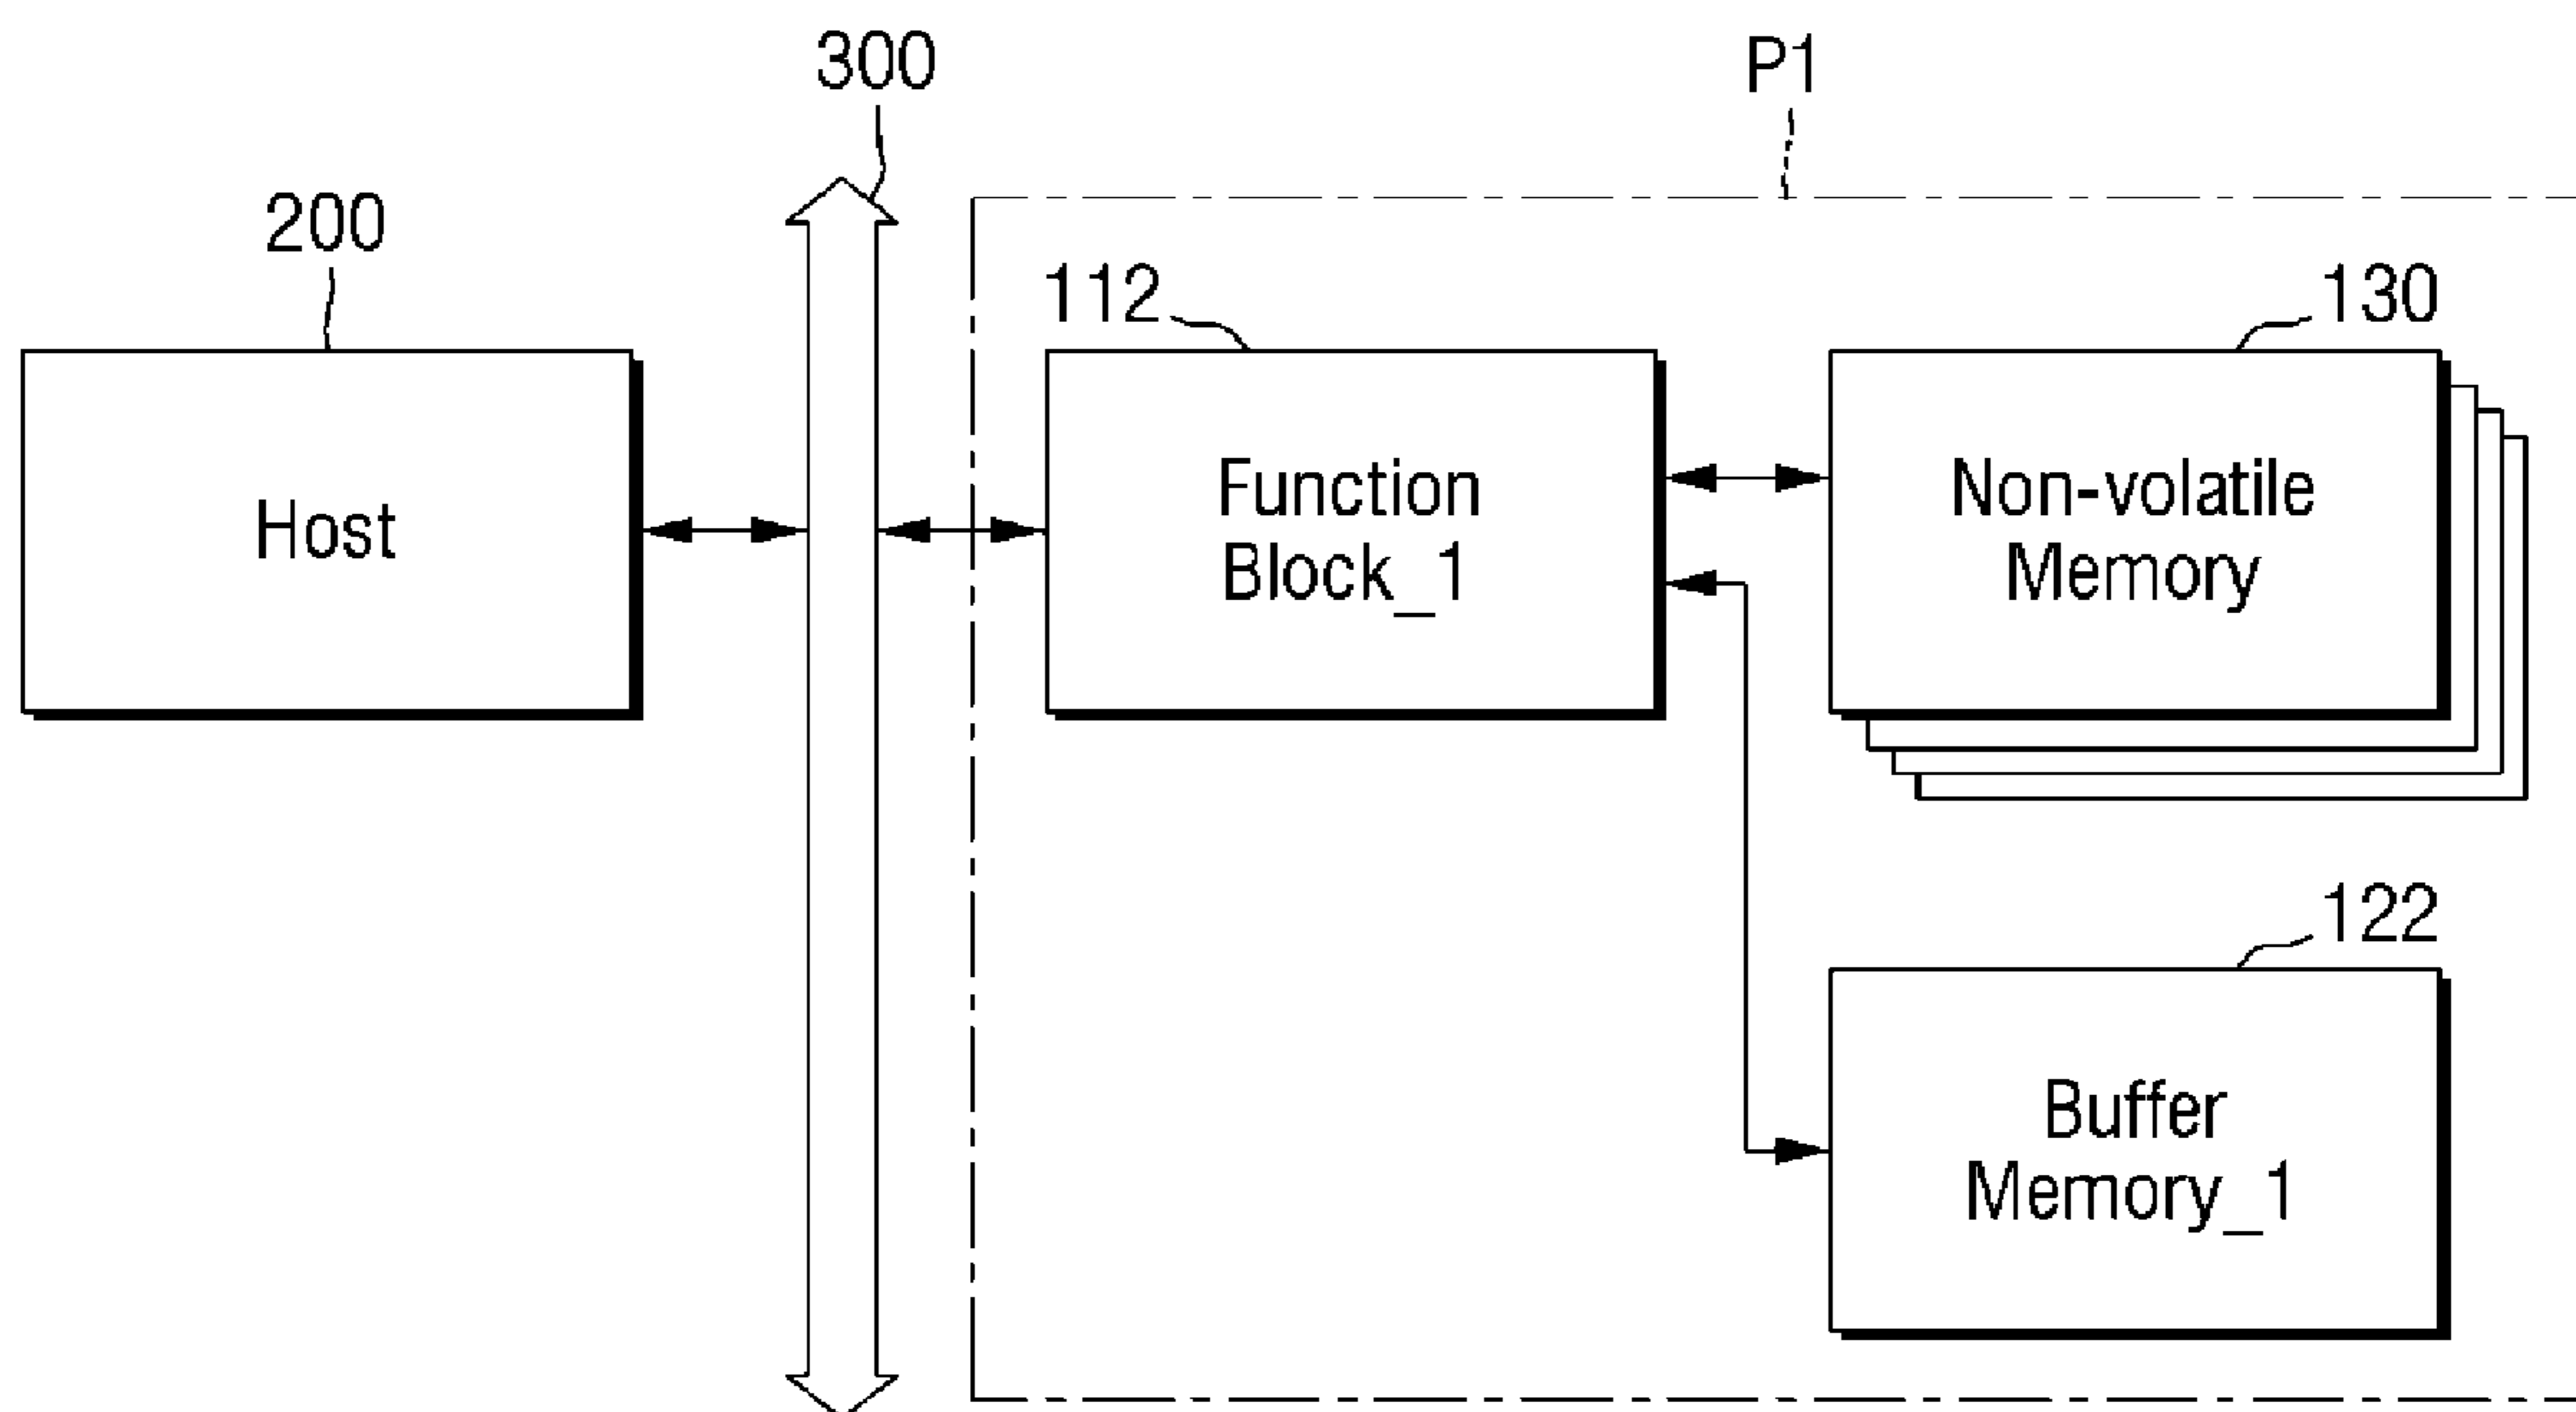 300
P1
200
112
130
Host
Function
Block_1
Non-volatile
Memory
122
Buffer
Memory_1